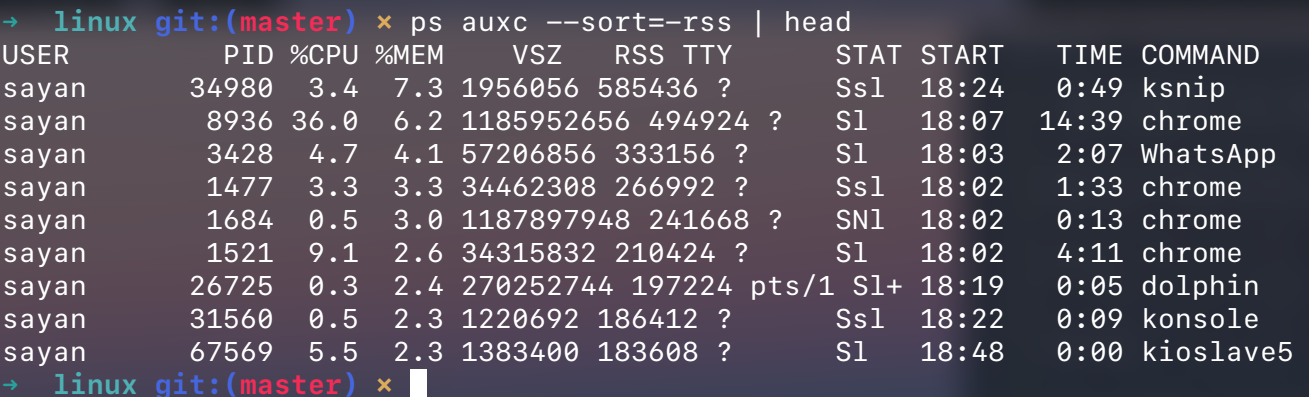 →  linux git:(master) ✗ ps auxc --sort=-rss | head
USER         PID %CPU %MEM    VSZ   RSS TTY      STAT START   TIME COMMAND
sayan      34980  3.4  7.3 1956056 585436 ?      Ssl  18:24   0:49 ksnip
sayan       8936 36.0  6.2 1185952656 494924 ?   Sl   18:07  14:39 chrome
sayan       3428  4.7  4.1 57206856 333156 ?     Sl   18:03   2:07 WhatsApp
sayan       1477  3.3  3.3 34462308 266992 ?     Ssl  18:02   1:33 chrome
sayan       1684  0.5  3.0 1187897948 241668 ?   SNl  18:02   0:13 chrome
sayan       1521  9.1  2.6 34315832 210424 ?     Sl   18:02   4:11 chrome
sayan      26725  0.3  2.4 270252744 197224 pts/1 Sl+ 18:19   0:05 dolphin
sayan      31560  0.5  2.3 1220692 186412 ?      Ssl  18:22   0:09 konsole
sayan      67569  5.5  2.3 1383400 183608 ?      Sl   18:48   0:00 kioslave5
→  linux git:(master) ✗